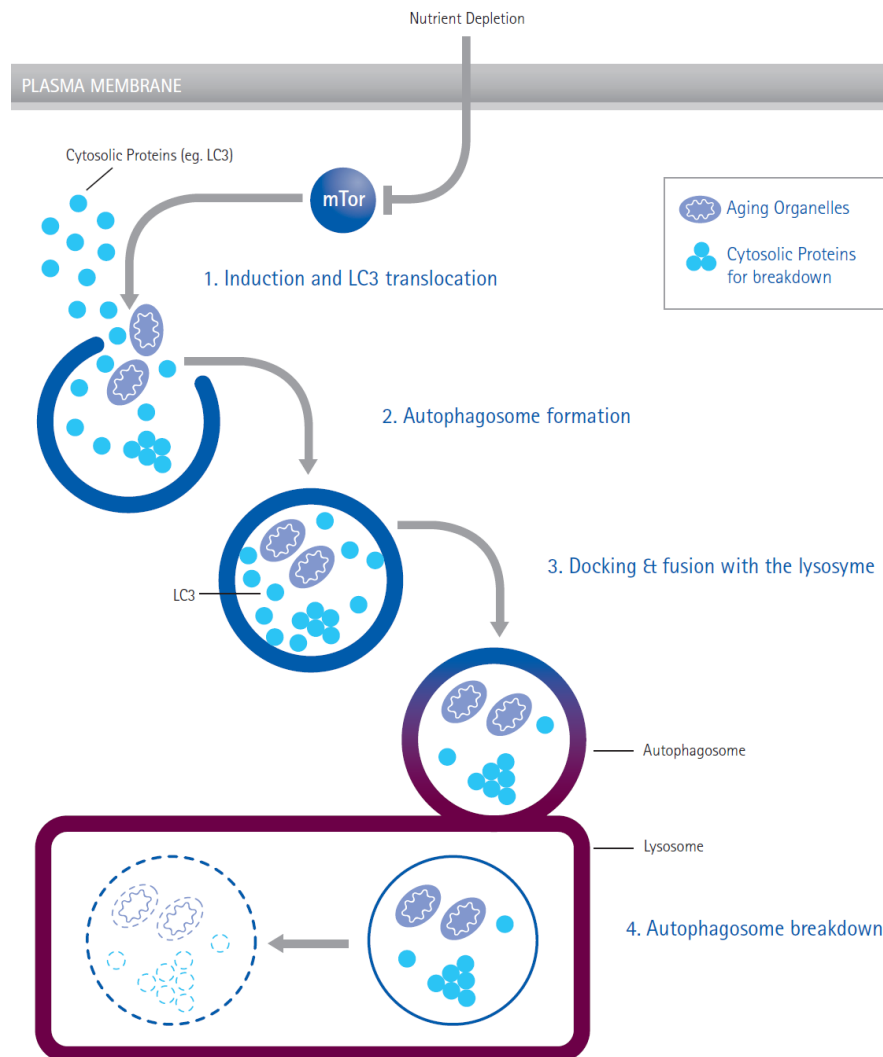 Nutrient Depletion
PLASMA MEMBRANE
Cytosolic Proteins (eg. LC3)
mTor
Aging Organelles
Cytosolic Proteins
for breakdown
1. Induction and LC3 translocation
2. Autophagosome formation
3. Docking & fusion with the lysosyme
LC3
Autophagosome
Lysosome
4. Autophagosome breakdown